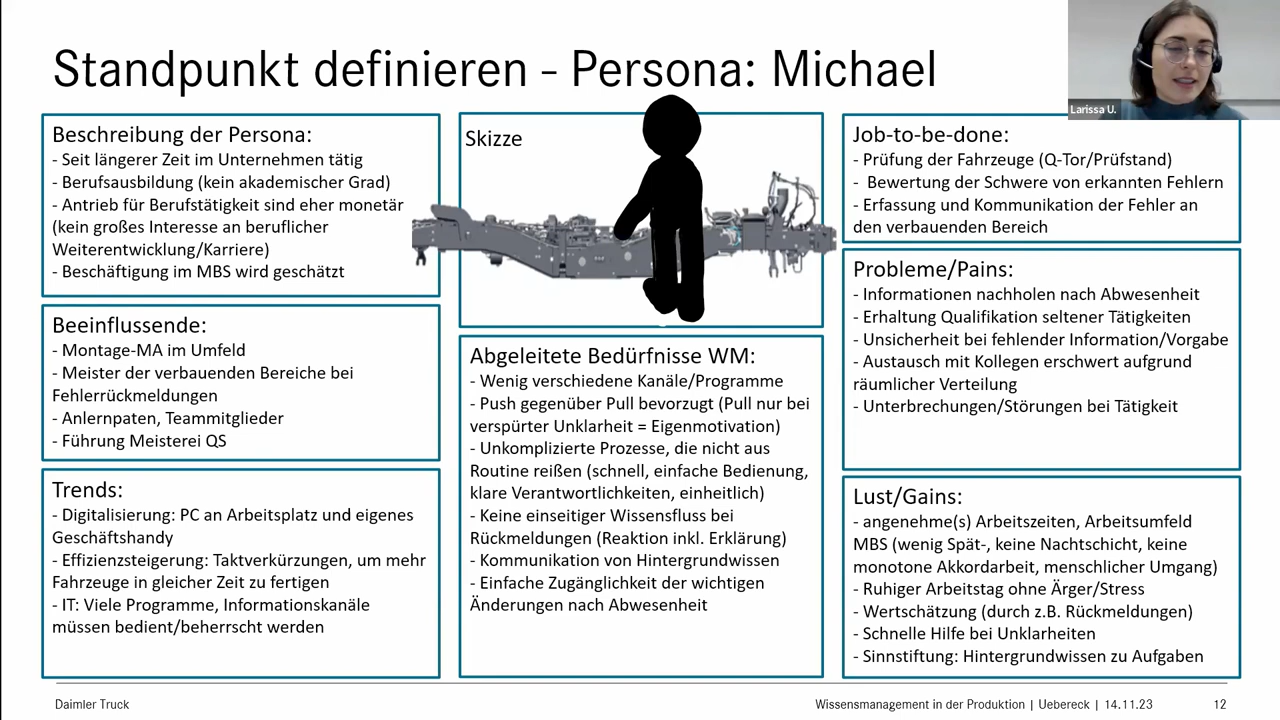 Standpunkt definieren - Persona: Michael
Larissa U.
Beschreibung der Persona:
- Seit längerer Zeit im Unternehmen tätig
- Berufsausbildung (kein akademischer Grad)
- Antrieb für Berufstätigkeit sind eher monetär
(kein großes Interesse an beruflicher
Weiterentwicklung/Karriere)
- Beschäftigung im MBS wird geschätzt
Beeinflussende:
- Montage-MA im Umfeld
- Meister der verbauenden Bereiche bei
Fehlerrückmeldungen
- Anlernpaten, Teammitglieder
- Führung Meisterei QS
Trends:
- Digitalisierung: PC an Arbeitsplatz und eigenes
Geschäftshandy
- Effizienzsteigerung: Taktverkürzungen, um mehr
Fahrzeuge in gleicher Zeit zu fertigen
- IT: Viele Programme, Informationskanäle
müssen bedient/beherrscht werden
Skizze
Abgeleitete Bedürfnisse WM:
- Wenig verschiedene Kanäle/Programme
- Push gegenüber Pull bevorzugt (Pull nur bei
verspürter Unklarheit = Eigenmotivation)
- Unkomplizierte Prozesse, die nicht aus
Routine reißen (schnell, einfache Bedienung,
klare Verantwortlichkeiten, einheitlich)
- Keine einseitiger Wissensfluss bei
Rückmeldungen (Reaktion inkl. Erklärung)
- Kommunikation von Hintergrundwissen
- Einfache Zugänglichkeit der wichtigen
Änderungen nach Abwesenheit
Job-to-be-done:
- Prüfung der Fahrzeuge (Q-Tor/Prüfstand)
- Bewertung der Schwere von erkannten Fehlern
- Erfassung und Kommunikation der Fehler an
den verbauenden Bereich
Probleme/Pains:
- Informationen nachholen nach Abwesenheit
- Erhaltung Qualifikation seltener Tätigkeiten
- Unsicherheit bei fehlender Information/Vorgabe
- Austausch mit Kollegen erschwert aufgrund
räumlicher Verteilung
- Unterbrechungen/Störungen bei Tätigkeit
Lust/Gains:
- angenehme(s) Arbeitszeiten, Arbeitsumfeld
MBS (wenig Spät-, keine Nachtschicht, keine
monotone Akkordarbeit, menschlicher Umgang)
- Ruhiger Arbeitstag ohne Ärger/Stress
- Wertschätzung (durch z.B. Rückmeldungen)
- Schnelle Hilfe bei Unklarheiten
- Sinnstiftung: Hintergrundwissen zu Aufgaben
Daimler Truck
Wissensmanagement in der Produktion | Uebereck | 14.11.23
12